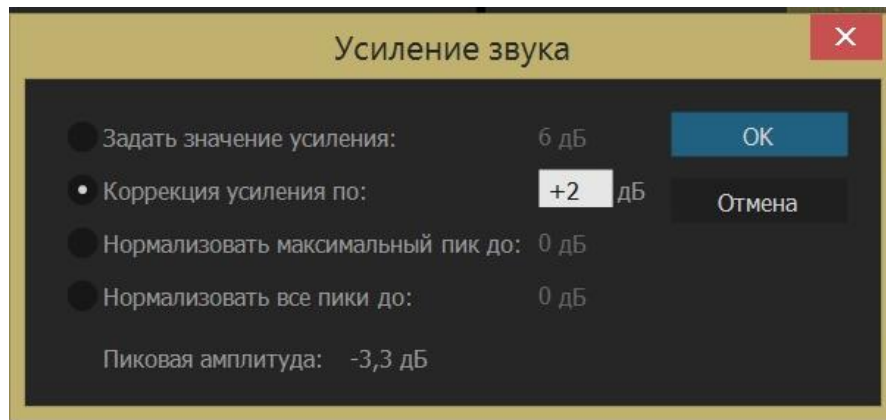 Усиление звука
Задать значение усиления: 6 дБ OK
Коррекция усиления по: +2 дБ Отмена
Нормализовать максимальный пик до: 0 дБ
Нормализовать все пики до: 0 дБ
Пиковая амплитуда: -3,3 дБ